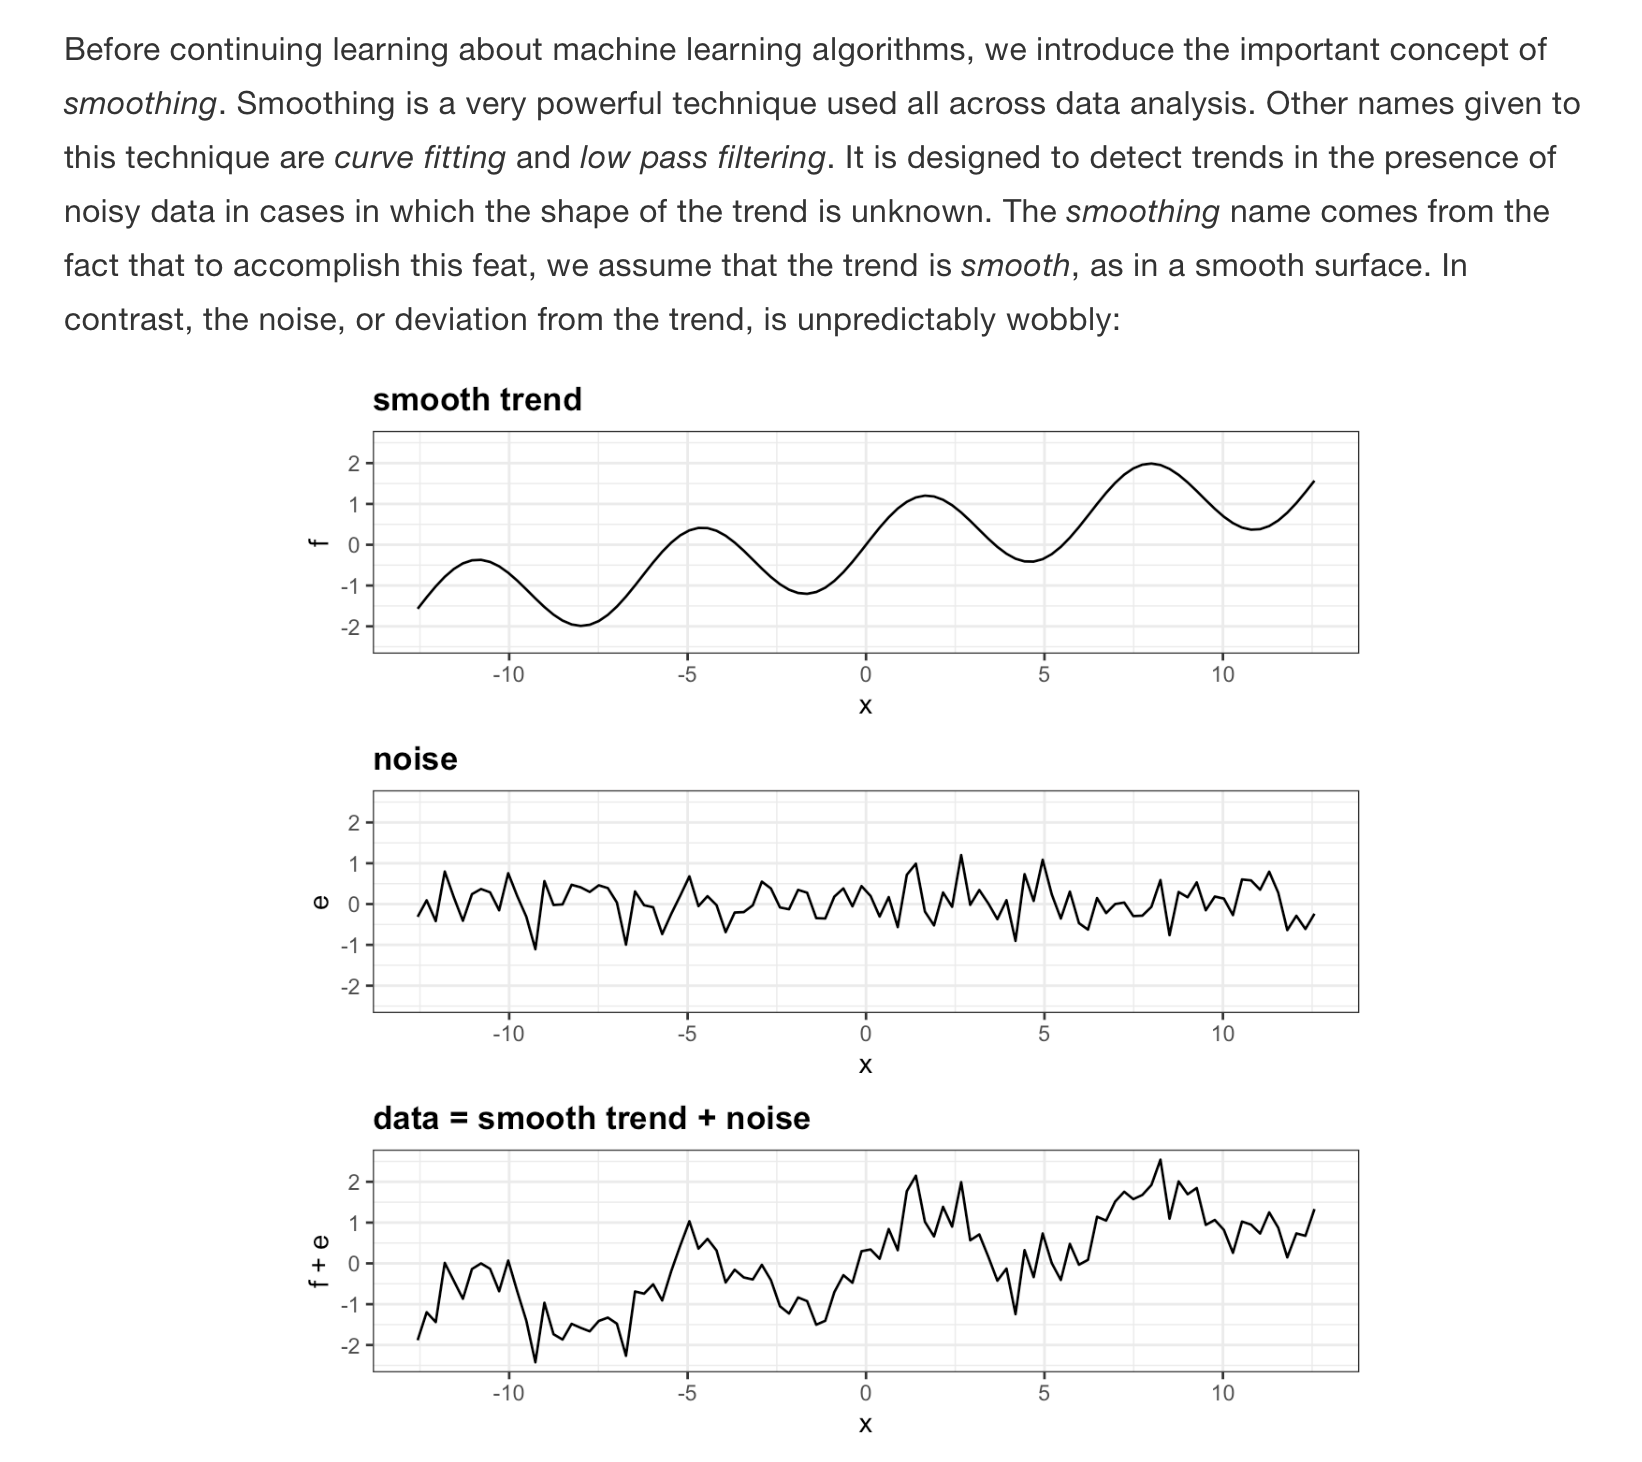 Before continuing learning about machine learning algorithms, we introduce the important concept of
smoothing. Smoothing is a very powerful technique used all across data analysis. Other names given to
this technique are curve fitting and low pass filtering. It is designed to detect trends in the presence of
noisy data in cases in which the shape of the trend is unknown. The smoothing name comes from the
fact that to accomplish this feat, we assume that the trend is smooth, as in a smooth surface. In
contrast, the noise, or deviation from the trend, is unpredictably wobbly:
smooth trend
2
1
f
0
-1
-2
-10 -5 0 5 10
x
noise
2
1
e
0
-1
-2
-10 -5 0 5 10
x
data = smooth trend + noise
2
1
f + e
0
-1
-2
-10 -5 0 5 10
x